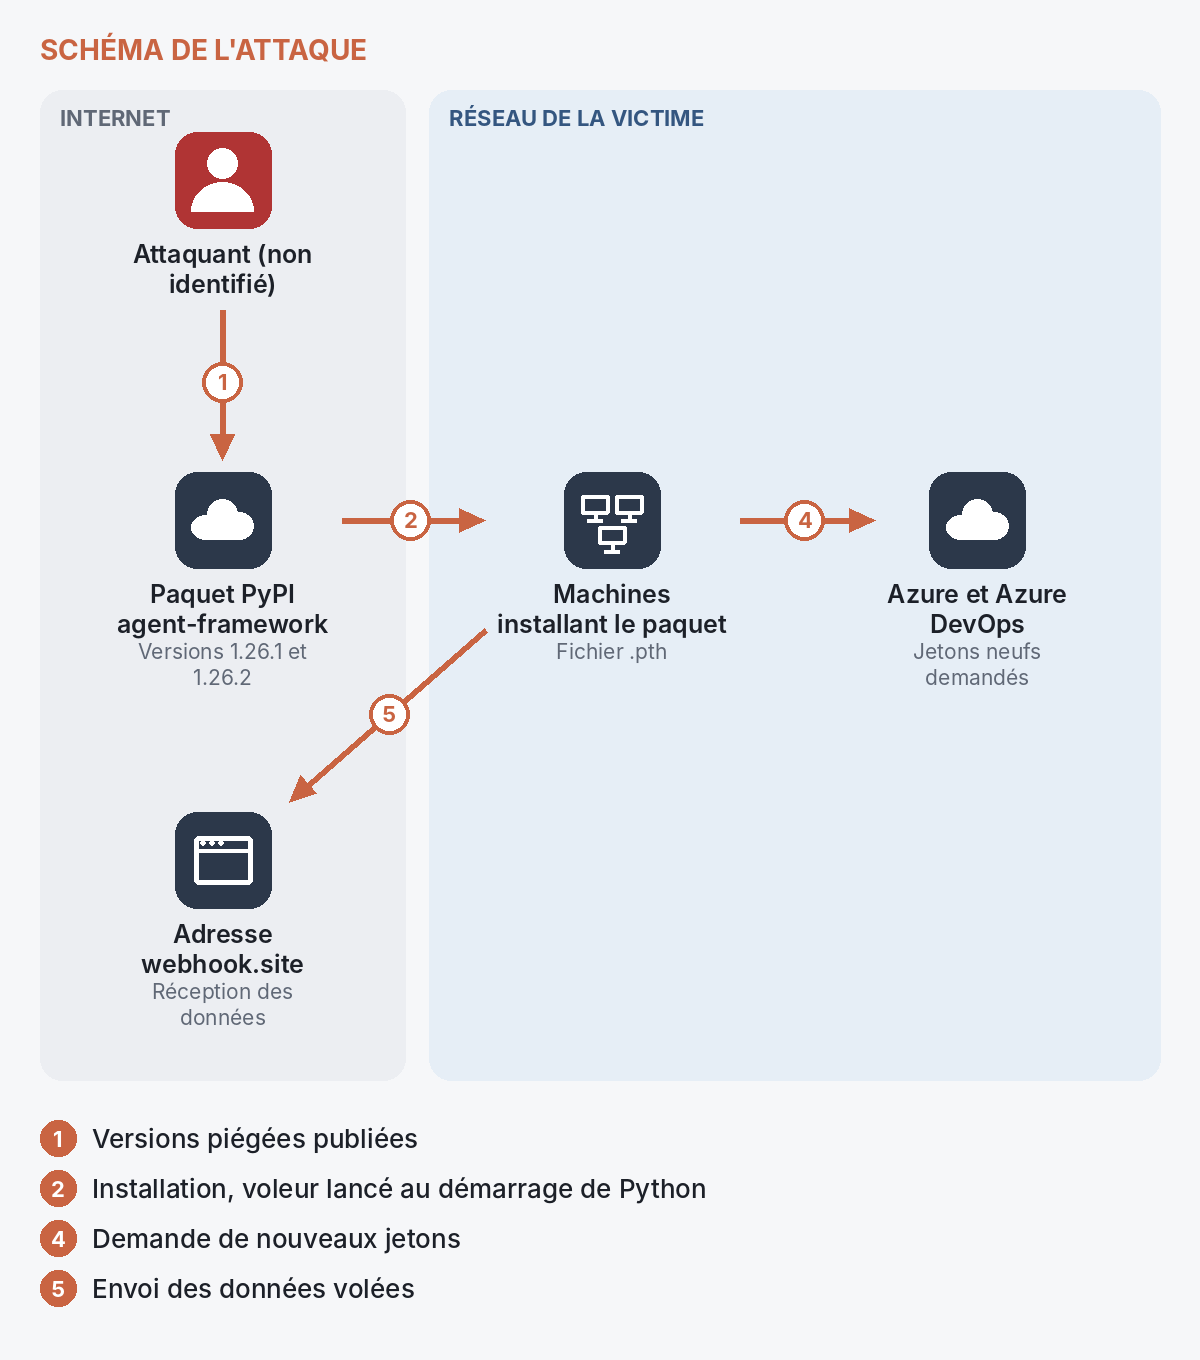 SCHÉMA DE L'ATTAQUE
INTERNET
RÉSEAU DE LA VICTIME
Attaquant (non
identifié)
1
2
4
Paquet PyPI
agent-framework
Versions 1.26.1 et
1.26.2
Machines
installant le paquet
Fichier .pth
Azure et Azure
DevOps
Jetons neufs
demandés
5
Adresse
webhook.site
Réception des
données
1 Versions piégées publiées
2 Installation, voleur lancé au démarrage de Python
4 Demande de nouveaux jetons
5 Envoi des données volées